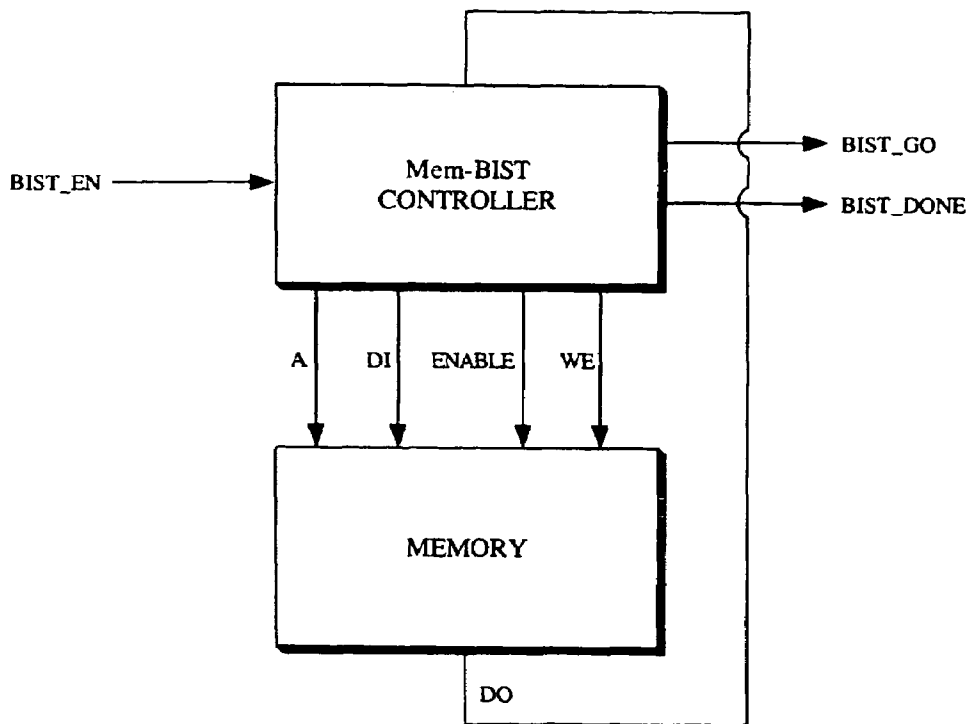 Mem-BIST
CONTROLLER
BIST_EN
BIST_GO
BIST_DONE
A
DI
ENABLE
WE
MEMORY
DO